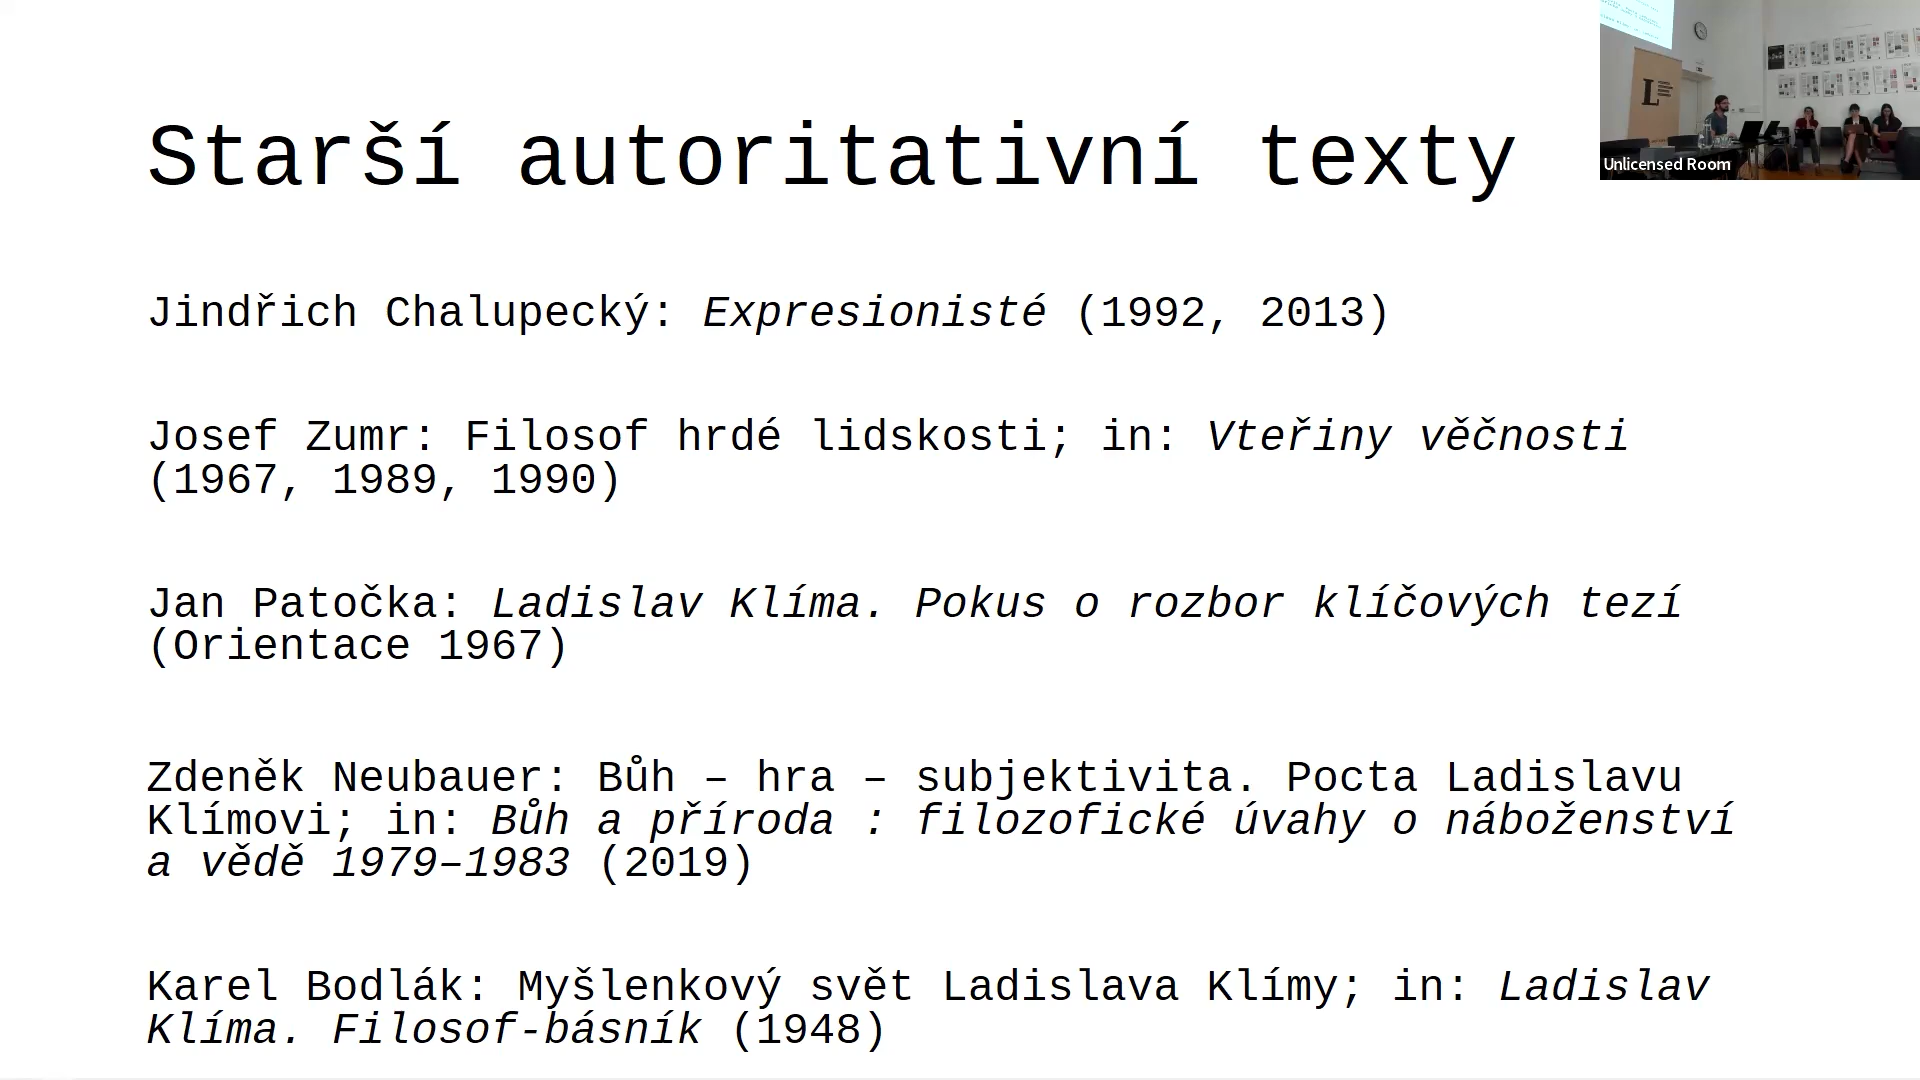 Starší autoritativní texty
Unlicensed Room
Jindřich Chalupecký: Expresionisté (1992, 2013)
Josef Zumr: Filosof hrdé lidskosti; in: Vteřiny věčnosti
(1967, 1989, 1990)
Jan Patočka: Ladislav Klíma. Pokus o rozbor klíčových tezí
(Orientace 1967)
Zdeněk Neubauer: Bůh – hra – subjektivita. Pocta Ladislavu
Klímovi; in: Bůh a příroda : filozofické úvahy o náboženství
a vědě 1979–1983 (2019)
Karel Bodlák: Myšlenkový svět Ladislava Klímy; in: Ladislav
Klíma. Filosof-básník (1948)